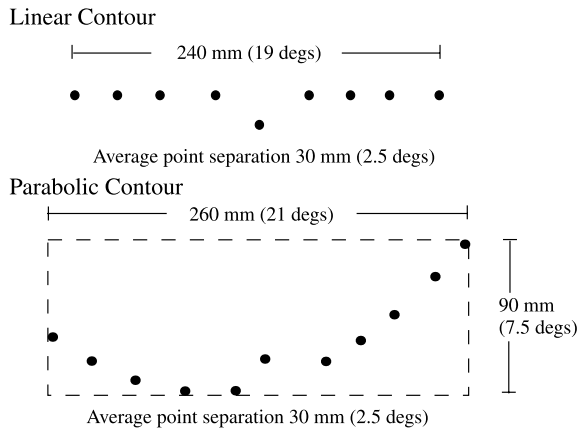 Linear Contour
240 mm (19 degs)
Average point separation 30 mm (2.5 degs)
Parabolic Contour
260 mm (21 degs)
90 mm
(7.5 degs)
Average point separation 30 mm (2.5 degs)